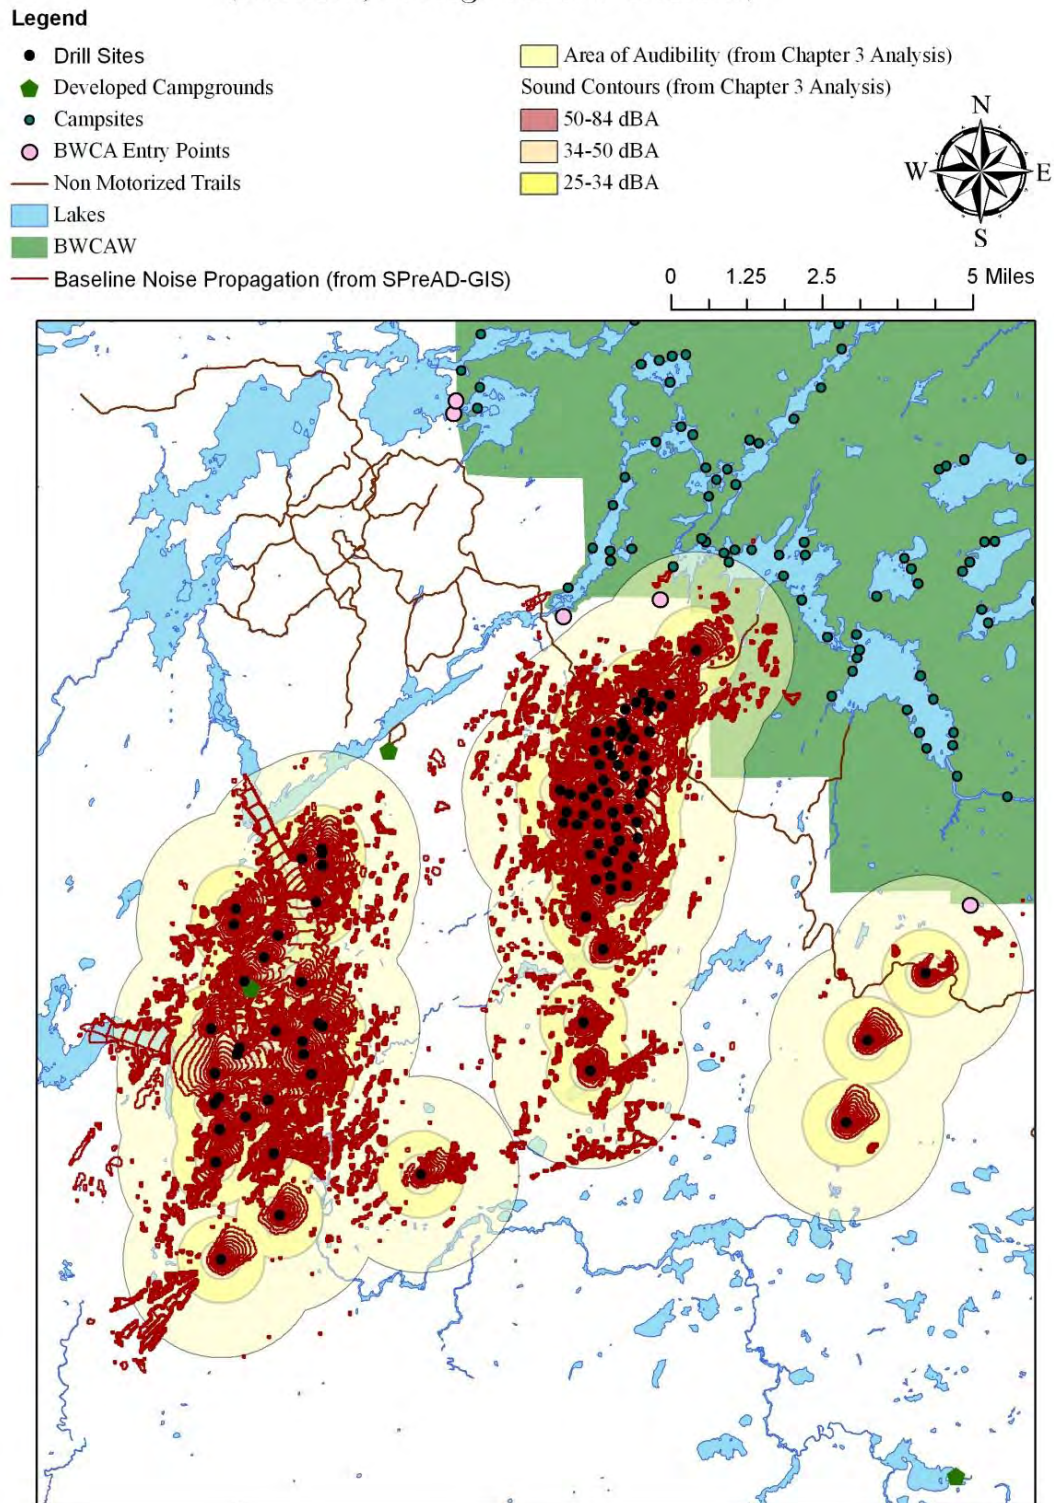 Legend
Drill Sites
Developed Campgrounds
Campsites
BWCA Entry Points
Non Motorized Trails
Lakes
BWCAW
Baseline Noise Propagation (from SPreAD-GIS)
Area of Audibility (from Chapter 3 Analysis)
Sound Contours (from Chapter 3 Analysis)
50-84 dBA
34-50 dBA
25-34 dBA
N
W E
S
0 1.25 2.5 5 Miles